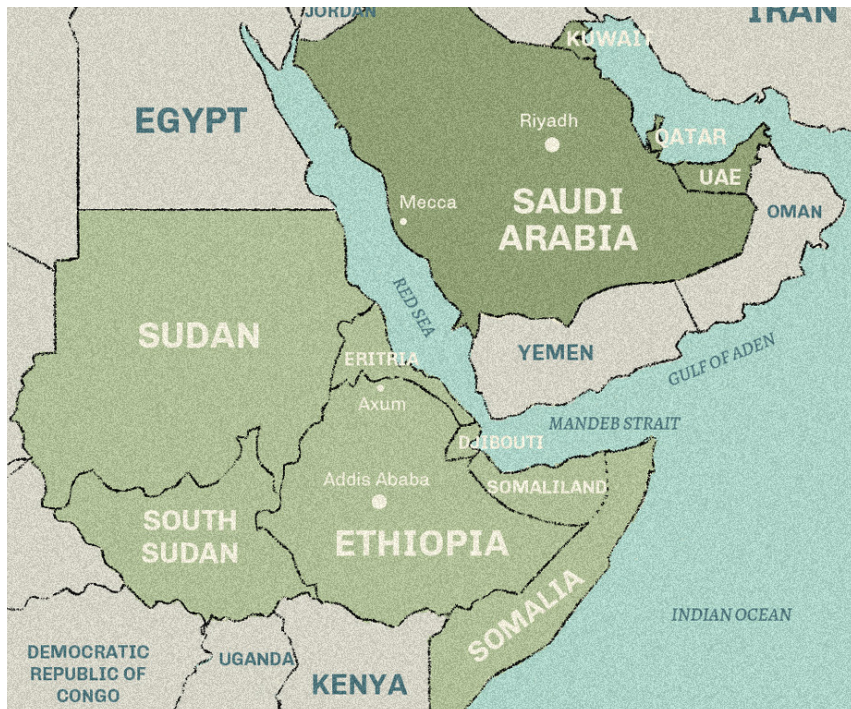 JORDAN
IRAN
KUWAIT
EGYPT
Riyadh
QATAR
UAE
Mecca
SAUDI
ARABIA
OMAN
RED SEA
SUDAN
YEMEN
ERITRIA
GULF OF ADEN
Axum
MANDEB STRAIT
DJIBOUTI
Addis Ababa
SOMALILAND
SOUTH
SUDAN
ETHIOPIA
SOMALIA
INDIAN OCEAN
DEMOCRATIC
REPUBLIC OF
CONGO
UGANDA
KENYA